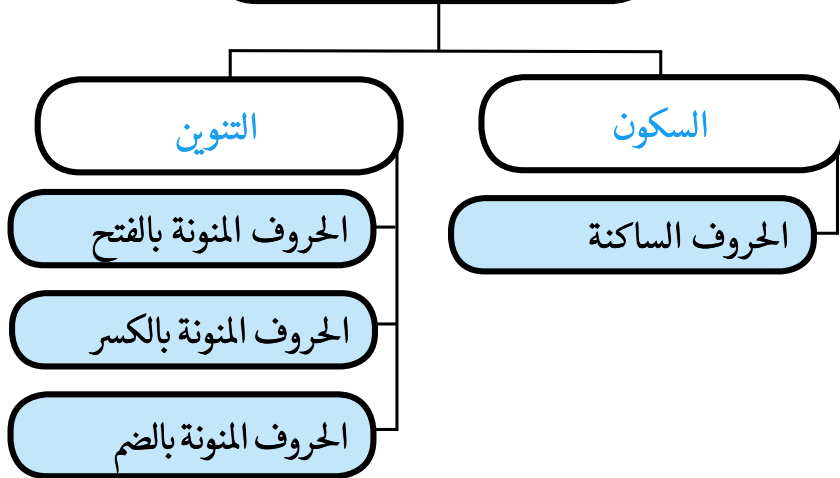 السكون
الحروف الساكنة
التنوين
الحروف المنونة بالفتح
الحروف المنونة بالكسر
الحروف المنونة بالضم